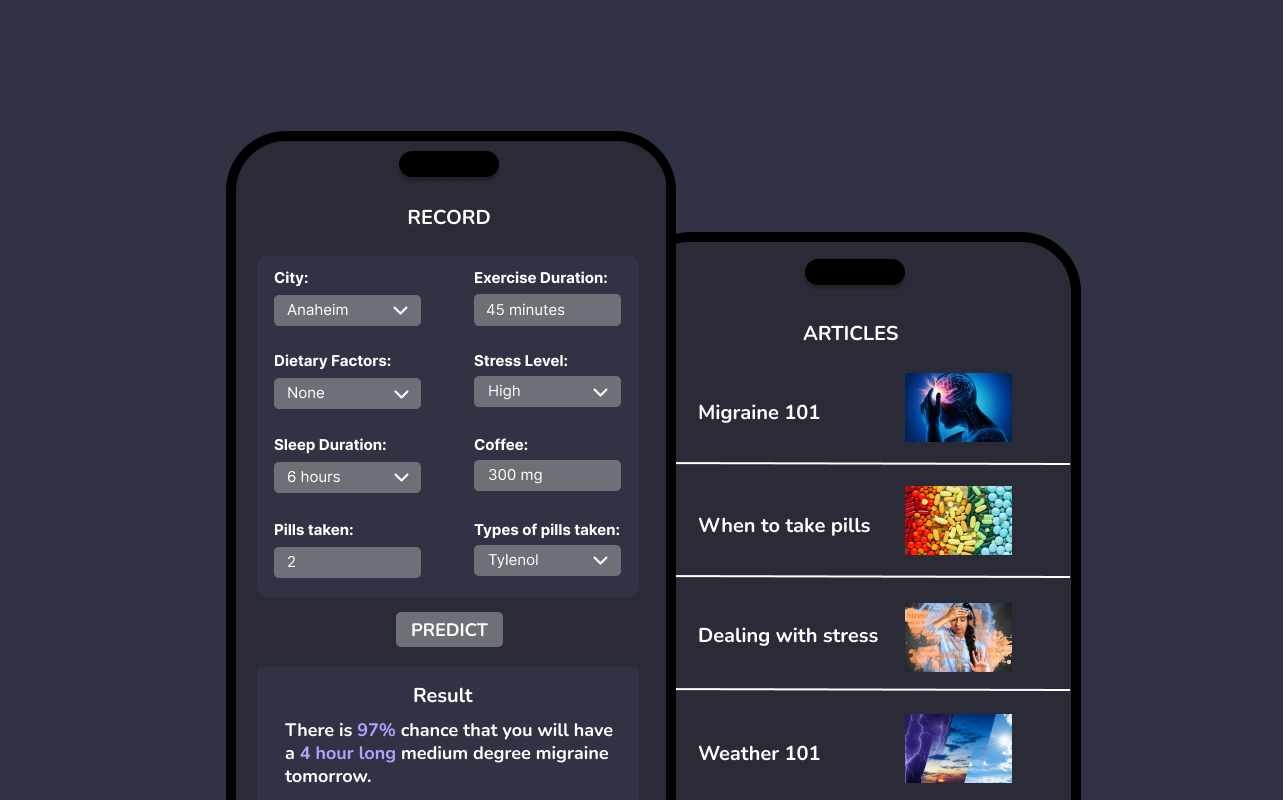 RECORD
City:
Anaheim
Exercise Duration:
45 minutes
Dietary Factors:
None
Stress Level:
High
Sleep Duration:
6 hours
Coffee:
300 mg
Pills taken:
2
Types of pills taken:
Tylenol
PREDICT
Result
There is 97% chance that you will have
a 4 hour long medium degree migraine
tomorrow.
ARTICLES
Migraine 101
When to take pills
Dealing with stress
Weather 101